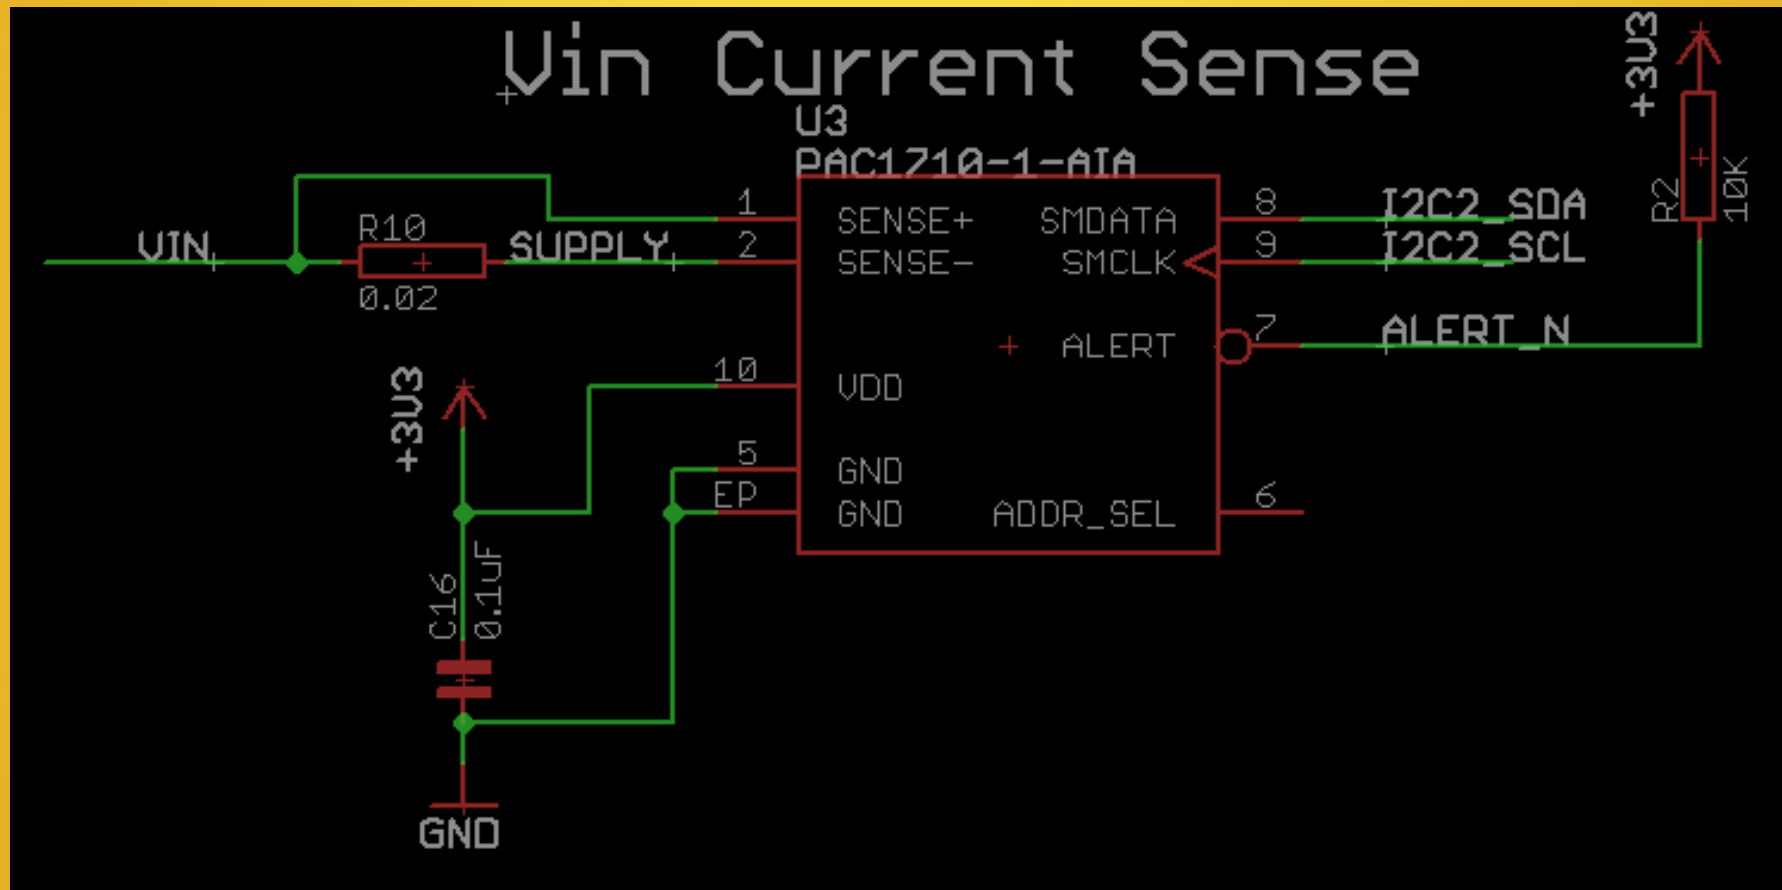 Vin Current Sense
+3V3
U3
PAC1710-1-AIA
R2
10K
VIN
R10
0.02
SUPPLY
1
SENSE+
SMDATA
8
I2C2_SDA
2
SENSE-
SMCLK
9
I2C2_SCL
ALERT
7
ALERT_N
+3V3
10
VDD
5
GND
EP
GND
ADDR_SEL
6
C16
0.1uF
GND